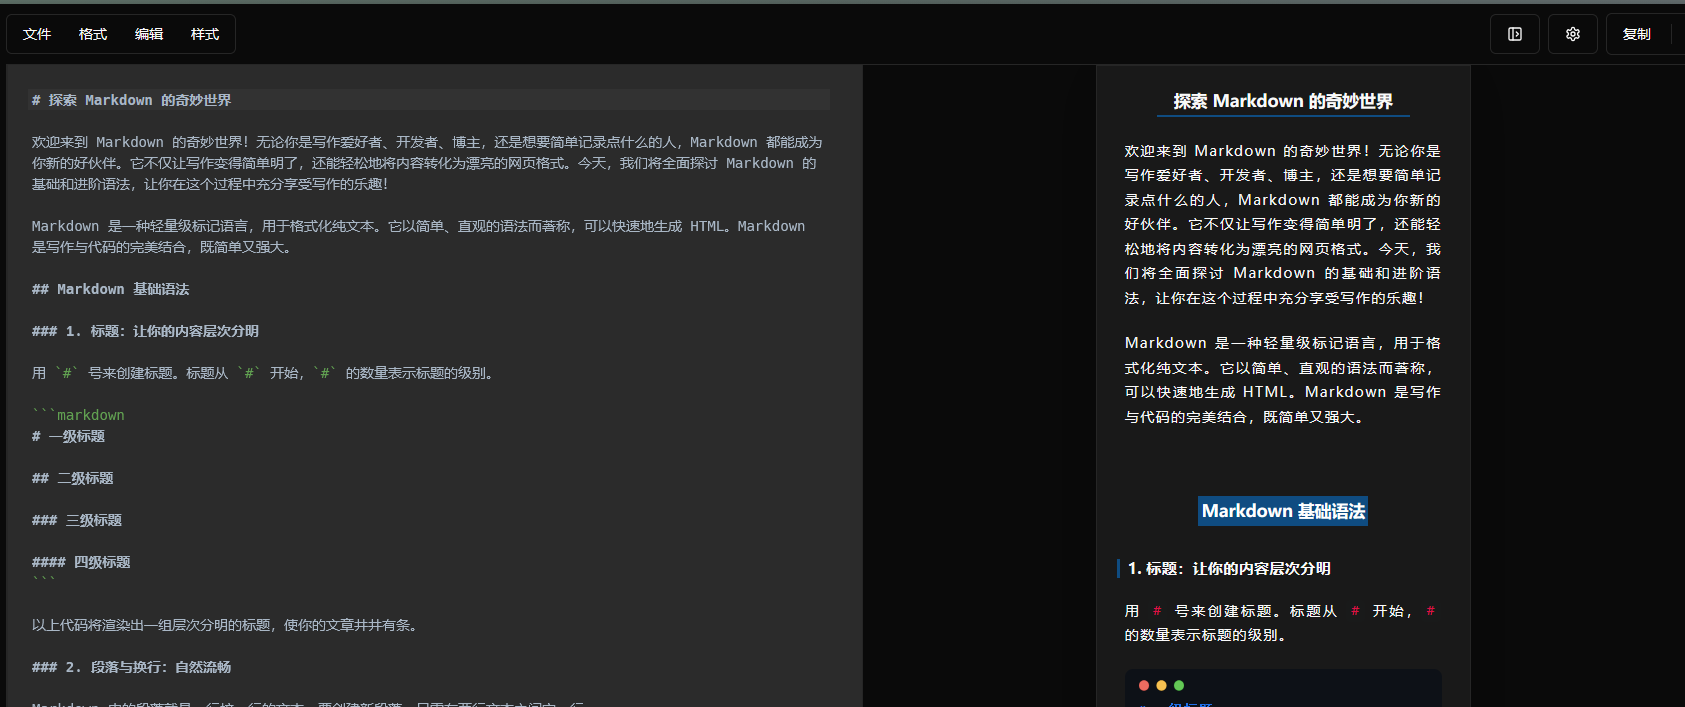 文件 格式 编辑 样式 复制
# 探索 Markdown 的奇妙世界
欢迎来到 Markdown 的奇妙世界！无论你是写作爱好者、开发者、博主，还是想要简单记录点什么的人，Markdown 都能成为
你新的好伙伴。它不仅让写作变得简单明了，还能轻松地将内容转化为漂亮的网页格式。今天，我们将全面探讨 Markdown 的
基础和进阶语法，让你在这个过程中充分享受写作的乐趣！
Markdown 是一种轻量级标记语言，用于格式化纯文本。它以简单、直观的语法而著称，可以快速地生成 HTML。Markdown
是写作与代码的完美结合，既简单又强大。
## Markdown 基础语法
### 1. 标题：让你的内容层次分明
用 `#` 号来创建标题。标题从 `#` 开始，`#` 的数量表示标题的级别。
```markdown
# 一级标题
## 二级标题
### 三级标题
#### 四级标题
```
以上代码将渲染出一组层次分明的标题，使你的文章井井有条。
### 2. 段落与换行：自然流畅
探索 Markdown 的奇妙世界
欢迎来到 Markdown 的奇妙世界！无论你是
写作爱好者、开发者、博主，还是想要简单记
录点什么的人，Markdown 都能成为你新的
好伙伴。它不仅让写作变得简单明了，还能轻
松地将内容转化为漂亮的网页格式。今天，我
们将全面探讨 Markdown 的基础和进阶语
法，让你在这个过程中充分享受写作的乐趣！
Markdown 是一种轻量级标记语言，用于格
式化纯文本。它以简单、直观的语法而著称，
可以快速地生成 HTML。Markdown 是写作
与代码的完美结合，既简单又强大。
Markdown 基础语法
1. 标题：让你的内容层次分明
用 # 号来创建标题。标题从 # 开始， #
的数量表示标题的级别。